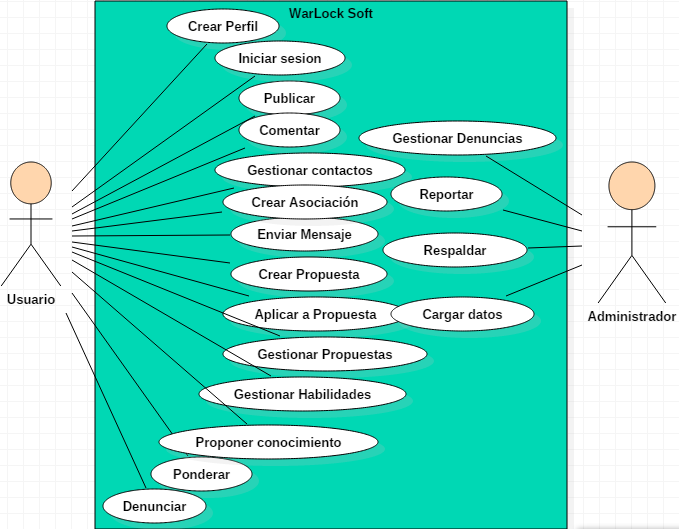 WarLock Soft
Crear Perfil
Iniciar sesion
Publicar
Comentar
Gestionar Denuncias
Gestionar contactos
Reportar
Crear Asociación
Enviar Mensaje
Respaldar
Crear Propuesta
Usuario
Aplicar a Propuesta
Cargar datos
Administrador
Gestionar Propuestas
Gestionar Habilidades
Proponer conocimiento
Ponderar
Denunciar